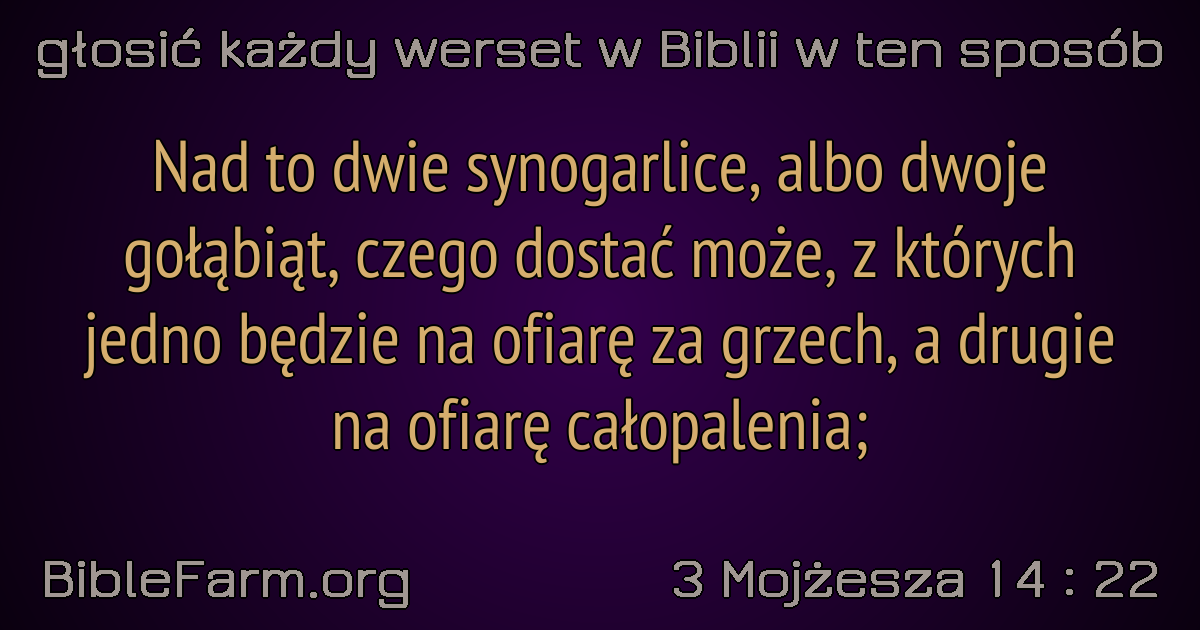 głosić każdy werset w Biblii w ten sposób
Nad to dwie synogarlice, albo dwoje
gołąbiąt, czego dostać może, z których
jedno będzie na ofiarę za grzech, a drugie
na ofiarę całopalenia;
BibleFarm.org
3 Mojżesza 14 : 22